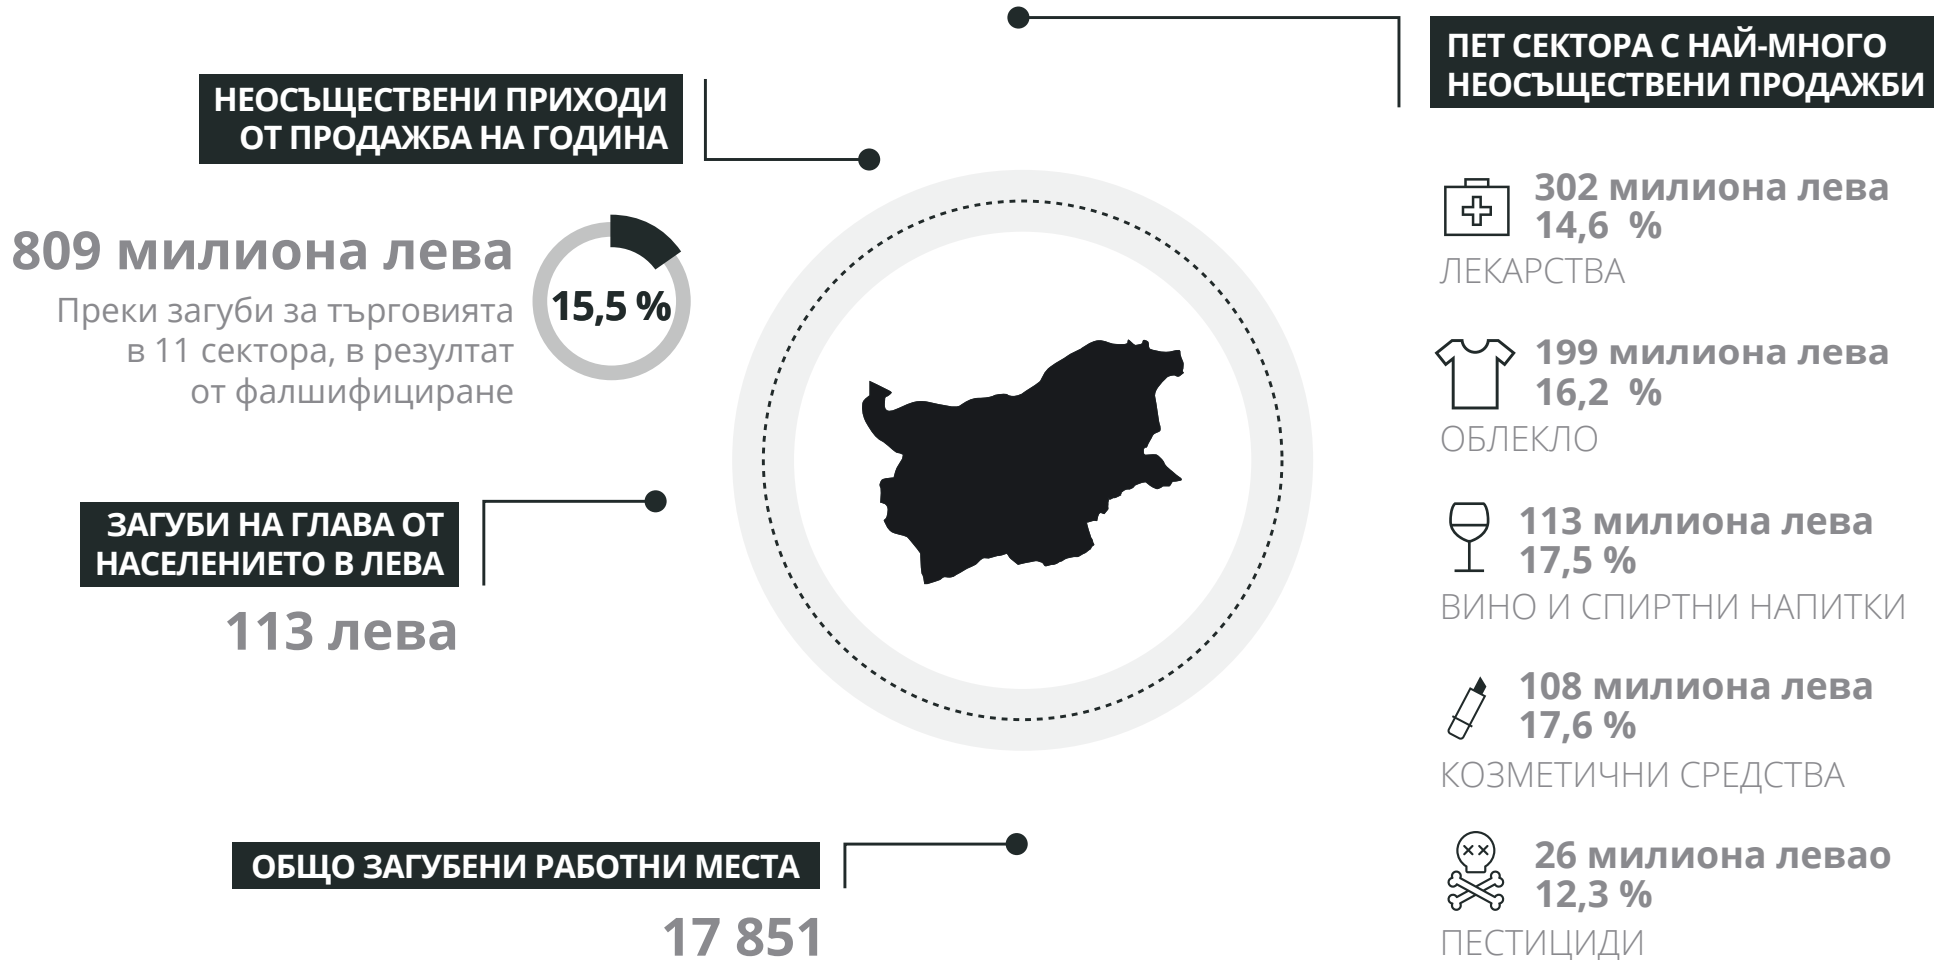 НЕОСЪЩЕСТВЕНИ ПРИХОДИ
ОТ ПРОДАЖБА НА ГОДИНА
809 милиона лева
Преки загуби за търговията
в 11 сектора, в резултат
от фалшифициране
15,5 %
ЗАГУБИ НА ГЛАВА ОТ
НАСЕЛЕНИЕТО В ЛЕВА
113 лева
ОБЩО ЗАГУБЕНИ РАБОТНИ МЕСТА
17 851
ПЕТ СЕКТОРА С НАЙ-МНОГО
НЕОСЪЩЕСТВЕНИ ПРОДАЖБИ
302 милиона лева
14,6 %
ЛЕКАРСТВА
199 милиона лева
16,2 %
ОБЛЕКЛО
113 милиона лева
17,5 %
ВИНО И СПИРТНИ НАПИТКИ
108 милиона лева
17,6 %
КОЗМЕТИЧНИ СРЕДСТВА
26 милиона левао
12,3 %
ПЕСТИЦИДИ